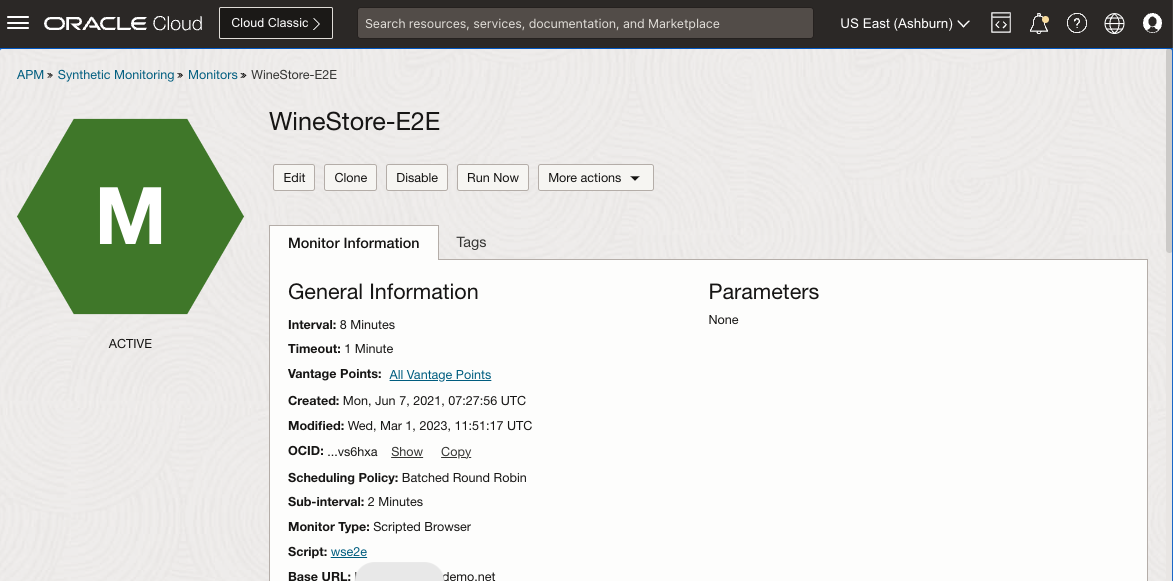 ORACLE Cloud
Cloud Classic
Search resources, services, documentation, and Marketplace
US East (Ashburn)
APM » Synthetic Monitoring » Monitors » WineStore-E2E
M
ACTIVE
WineStore-E2E
Edit
Clone
Disable
Run Now
More actions
Monitor Information
Tags
General Information
Interval: 8 Minutes
Timeout: 1 Minute
Vantage Points: All Vantage Points
Created: Mon, Jun 7, 2021, 07:27:56 UTC
Modified: Wed, Mar 1, 2023, 11:51:17 UTC
OCID: ...vs6hxa Show Copy
Scheduling Policy: Batched Round Robin
Sub-interval: 2 Minutes
Monitor Type: Scripted Browser
Script: wse2e
Base URL: demo.net
Parameters
None